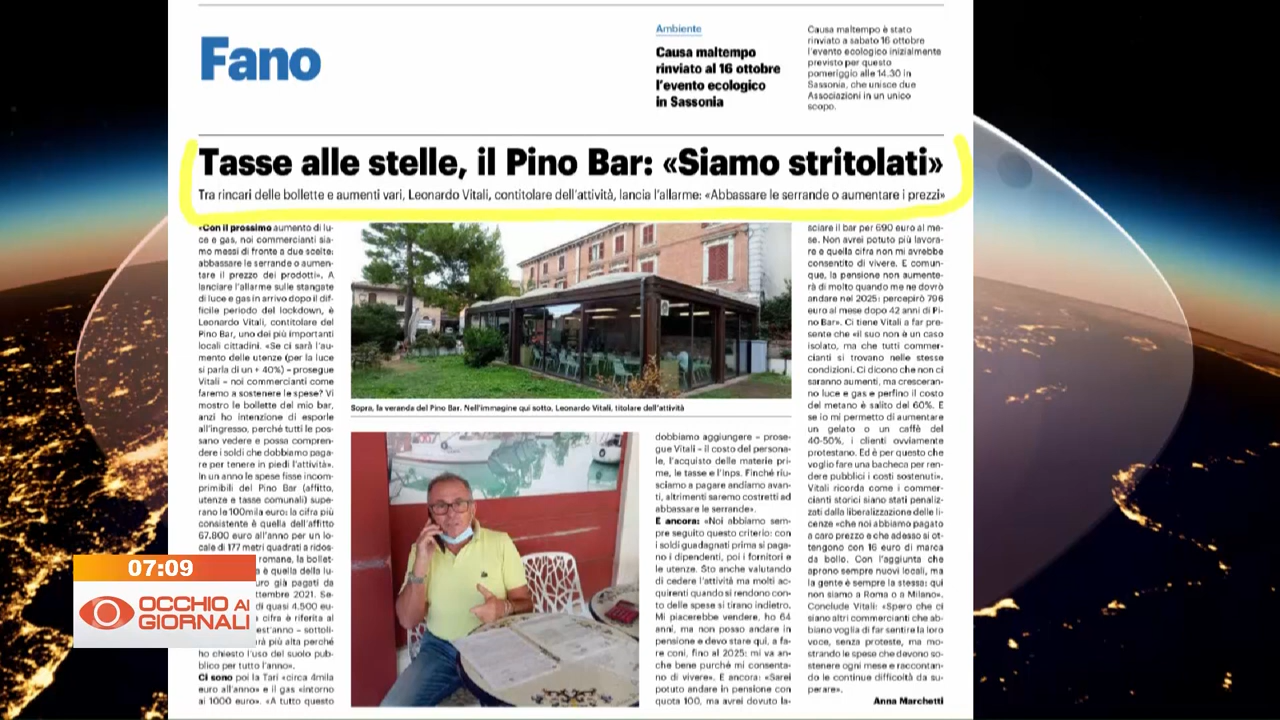 Fano
Ambiente
Causa maltempo
rinviato al 16 ottobre
l'evento ecologico
in Sassonia
Causa maltempo è stato
rinviato a sabato 16 ottobre
l'evento ecologico inizialmente
previsto per questo
pomeriggio alle 14.30 in
Sassonia, che unisce due
Associazioni in un unico
scopo.
Tasse alle stelle, il Pino Bar: «Siamo stritolati»
Tra rincari delle bollette e aumenti vari, Leonardo Vitali, contitolare dell'attività, lancia l'allarme: «Abbassare le serrande o aumentare i prezzi»
«Con il prossimo aumento di lu-
ce e gas, noi commercianti sia-
mo messi di fronte a due scelte:
abbassare le serrande o aumen-
tare il prezzo dei prodotti». A
lanciare l'allarme sulle stangate
di luce e gas in arrivo dopo il dif-
ficile periodo del lockdown, è
Leonardo Vitali, contitolare del
Pino Bar, uno dei più importanti
locali cittadini. «Se ci sarà l'au-
mento delle utenze (per la luce
si parla di un + 40%) – prosegue
Vitali – noi commercianti come
faremo a sostenere le spese? Vi
mostro le bollette del mio bar,
anzi ho intenzione di esporle
all'ingresso, perché tutti le pos-
sano vedere e possa compren-
dere i soldi che dobbiamo paga-
re per tenere in piedi l'attività».
In un anno le spese fisse incom-
primibili del Pino Bar (affitto,
utenze e tasse comunali) supe-
rano le 100mila euro: la cifra più
consistente è quella dell'affitto
67.800 euro all'anno per un lo-
cale di 177 metri quadrati a ridos-
romane, la bollet-
è quella della lu-
uro già pagati da
ttembre 2021. Se-
di quasi 4.500 eu-
cifra è riferita al
est'anno – sottoli-
rà più alta perché
ho chiesto l'uso del suolo pub-
blico per tutto l'anno».
Ci sono poi la Tari «circa 4mila
euro all'anno» e il gas «intorno
ai 1000 euro». «A tutto questo
Sopra, la veranda del Pino Bar. Nell'immagine qui sotto, Leonardo Vitali, titolare dell'attività
dobbiamo aggiungere – prose-
gue Vitali – il costo del persona-
le, l'acquisto delle materie pri-
me, le tasse e l'Inps. Finché riu-
sciamo a pagare andiamo avan-
ti, altrimenti saremo costretti ad
abbassare le serrande».
E ancora: «Noi abbiamo sem-
pre seguito questo criterio: con
i soldi guadagnati prima si paga-
no i dipendenti, poi i fornitori e
le utenze. Sto anche valutando
di cedere l'attività ma molti ac-
quirenti quando si rendono con-
to delle spese si tirano indietro.
Mi piacerebbe vendere, ho 64
anni, ma non posso andare in
pensione e devo stare qui, a fa-
re coni, fino al 2025: mi va an-
che bene purché mi consenta-
no di vivere». E ancora: «Sarei
potuto andare in pensione con
quota 100, ma avrei dovuto la-
sciare il bar per 690 euro al me-
se. Non avrei potuto più lavora-
re e quella cifra non mi avrebbe
consentito di vivere. E comun-
que, la pensione non aumente-
rà di molto quando me ne dovrò
andare nel 2025: percepirò 796
euro al mese dopo 42 anni di Pi-
no Bar». Ci tiene Vitali a far pre-
sente che «il suo non è un caso
isolato, ma che tutti i commer-
cianti si trovano nelle stesse
condizioni. Ci dicono che non ci
saranno aumenti, ma cresceran-
no luce e gas e perfino il costo
del metano è salito del 60%. E
se io mi permetto di aumentare
un gelato o un caffè del
40-50%, i clienti ovviamente
protestano. Ed è per questo che
voglio fare una bacheca per ren-
dere pubblici i costi sostenuti».
Vitali ricorda come i commer-
cianti storici siano stati penaliz-
zati dalla liberalizzazione delle li-
cenze «che noi abbiamo pagato
a caro prezzo e che adesso si ot-
tengono con 16 euro di marca
da bollo. Con l'aggiunta che
aprono sempre nuovi locali, ma
la gente è sempre la stessa: qui
non siamo a Roma o a Milano».
Conclude Vitali: «Spero che ci
siano altri commercianti che ab-
biano voglia di far sentire la loro
voce, senza proteste, ma mo-
strando le spese che devono so-
stenere ogni mese e raccontan-
do le continue difficoltà da su-
perare».
Anna Marchetti
07:09
OCCHIO AI
GIORNALI